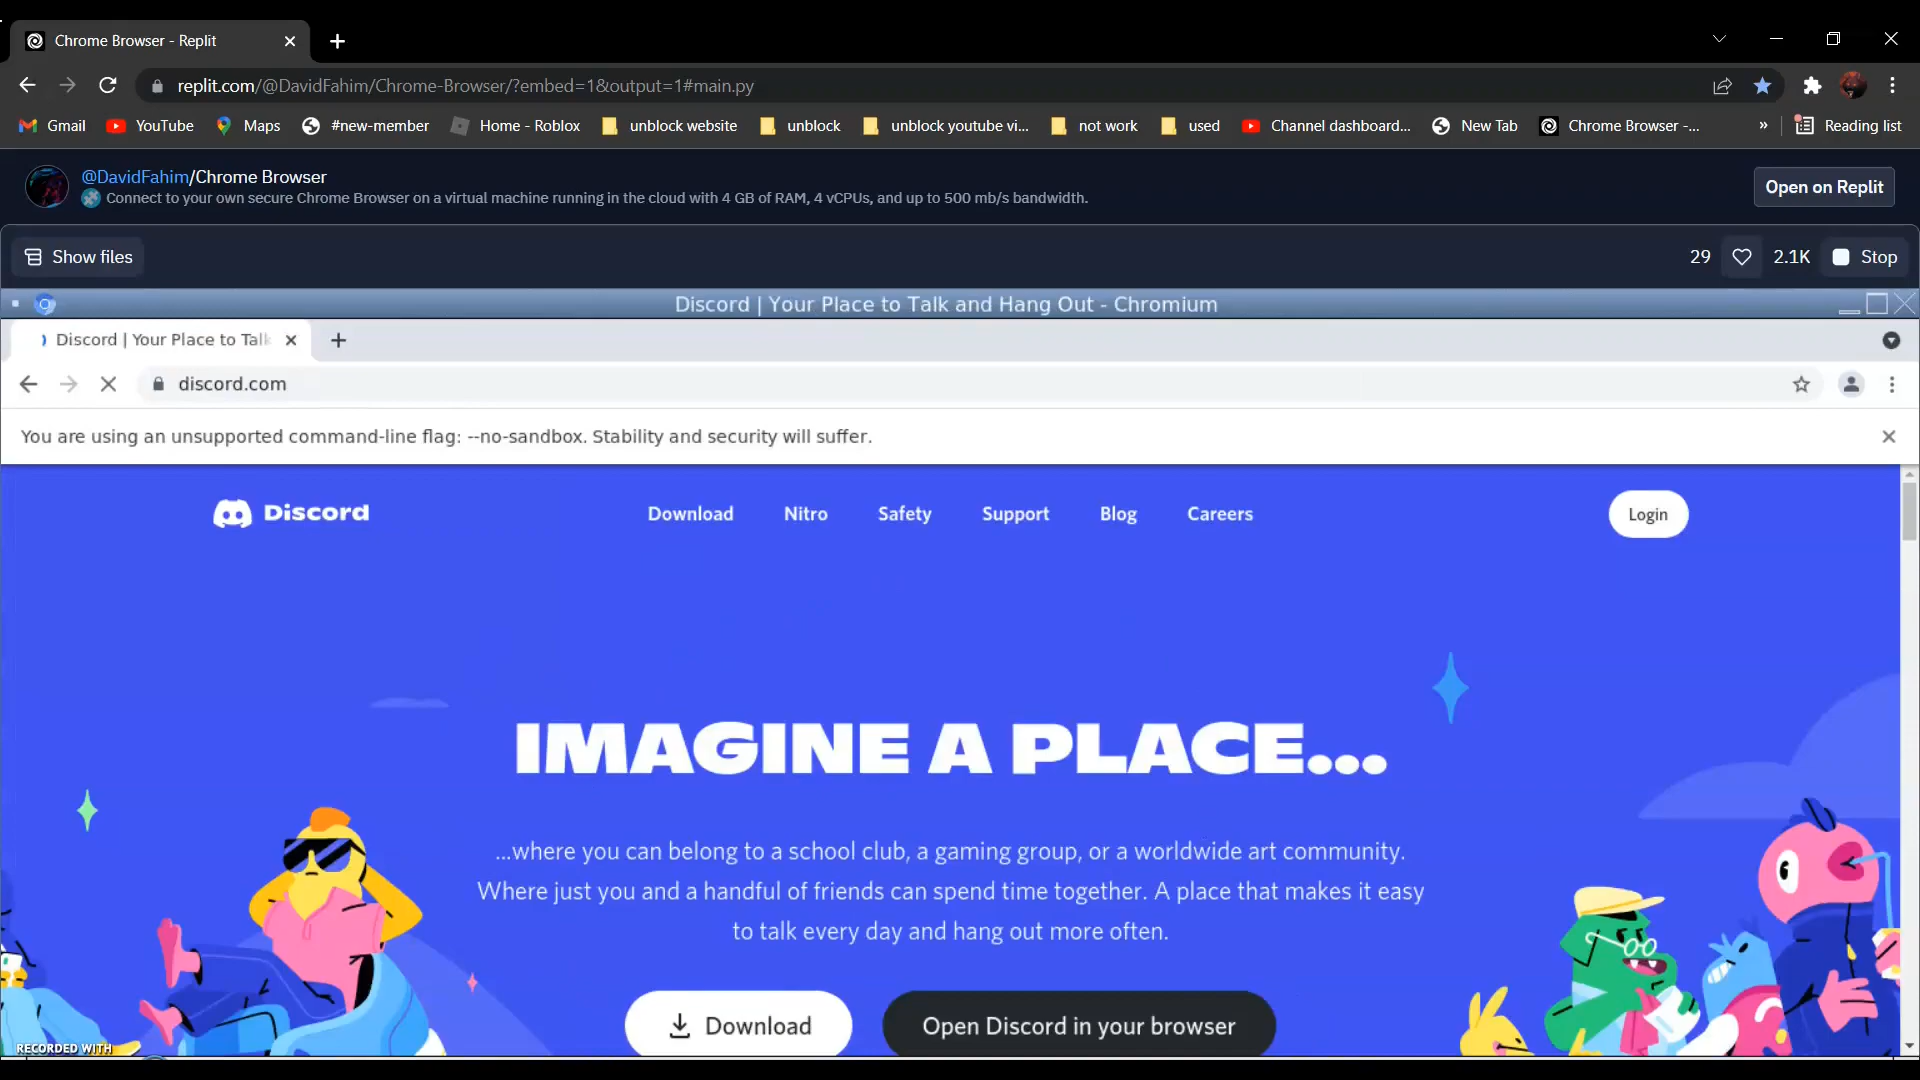 Chrome Browser - Replit
replit.com/@DavidFahim/Chrome-Browser/?embed=1&output=1#main.py
Gmail YouTube Maps #new-member Home - Roblox unblock website unblock unblock youtube vi... not work used Channel dashboard... New Tab Chrome Browser -... » Reading list
@DavidFahim/Chrome Browser
Connect to your own secure Chrome Browser on a virtual machine running in the cloud with 4 GB of RAM, 4 vCPUs, and up to 500 mb/s bandwidth.
Open on Replit
Show files 29 2.1K Stop
Discord | Your Place to Talk and Hang Out - Chromium
Discord | Your Place to Talk
discord.com
You are using an unsupported command-line flag: --no-sandbox. Stability and security will suffer.
Discord Download Nitro Safety Support Blog Careers Login
IMAGINE A PLACE...
...where you can belong to a school club, a gaming group, or a worldwide art community.
Where just you and a handful of friends can spend time together. A place that makes it easy
to talk every day and hang out more often.
Download Open Discord in your browser
RECORDED WITH